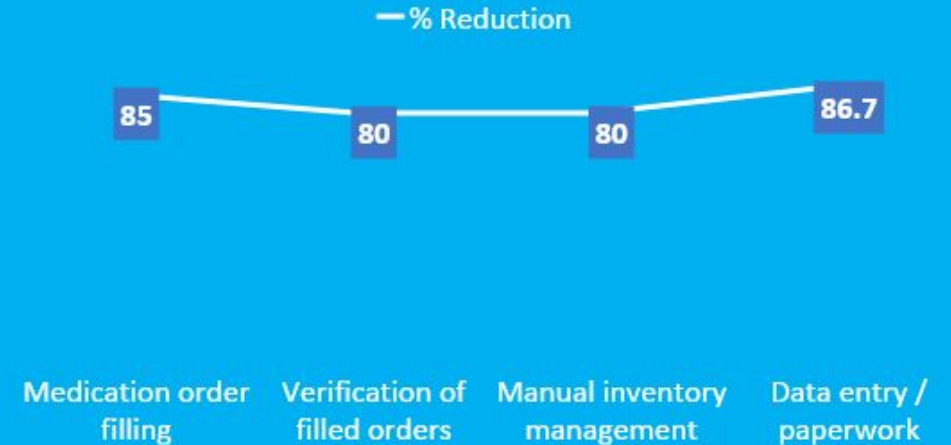 % Reduction
85
80
80
86.7
Medication order
filling
Verification of
filled orders
Manual inventory
management
Data entry /
paperwork